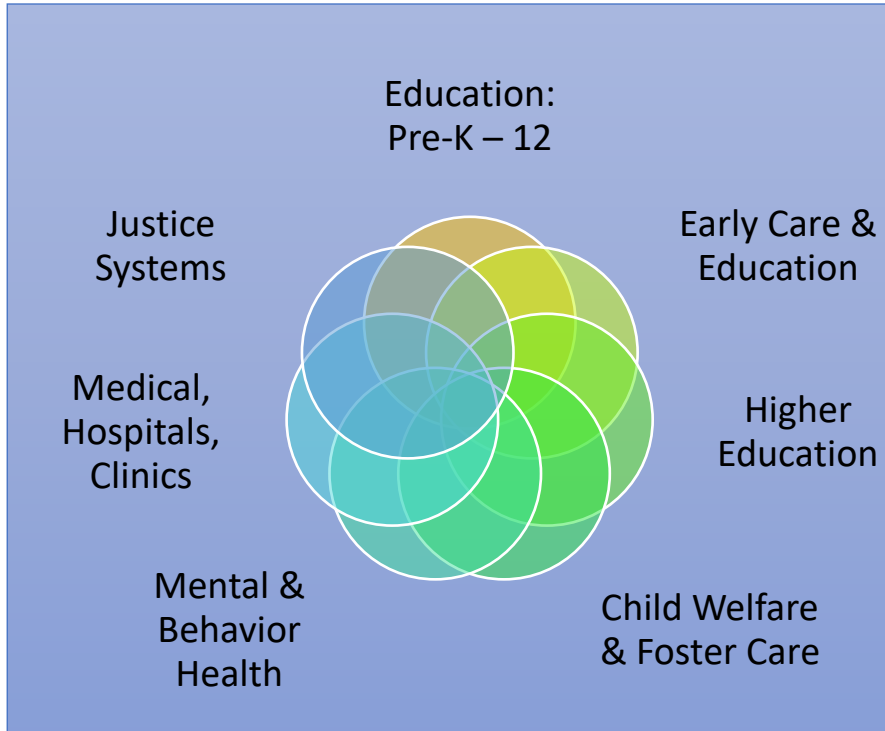 Education:
Pre-K – 12
Justice
Systems
Early Care &
Education
Medical,
Hospitals,
Clinics
Higher
Education
Mental &
Behavior
Health
Child Welfare
& Foster Care